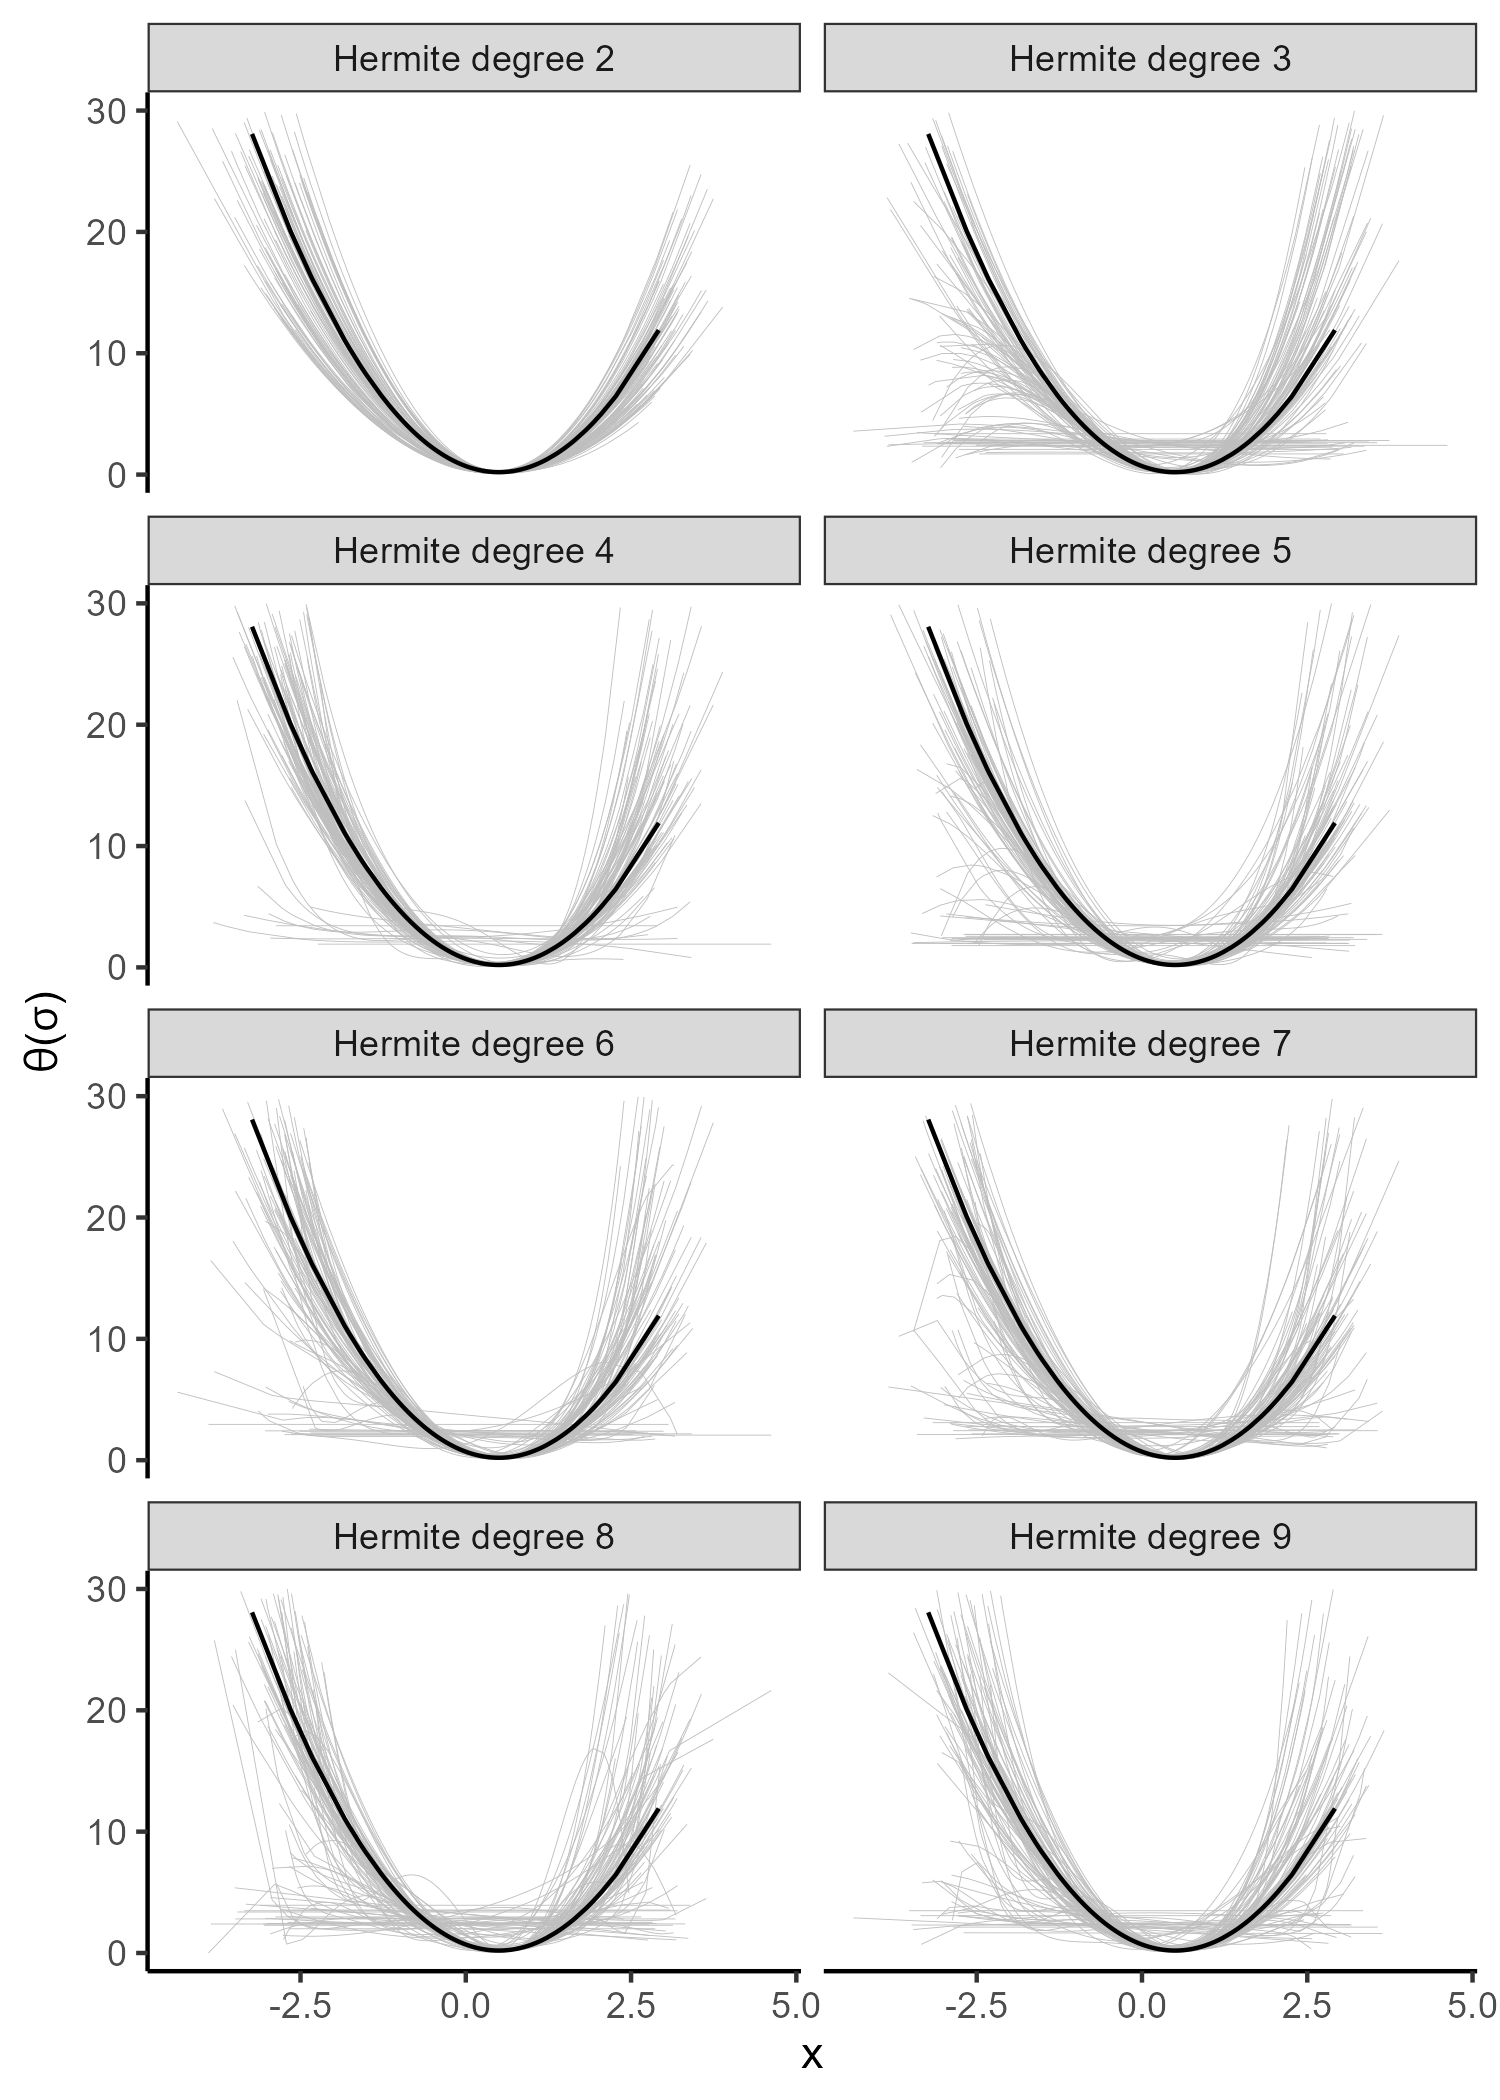 Hermite degree 2
Hermite degree 3
30
20
10
0
Hermite degree 4
Hermite degree 5
30
20
10
0
θ(σ)
Hermite degree 6
Hermite degree 7
30
20
10
0
Hermite degree 8
Hermite degree 9
30
20
10
0
-2.5 0.0 2.5 5.0
-2.5 0.0 2.5 5.0
x